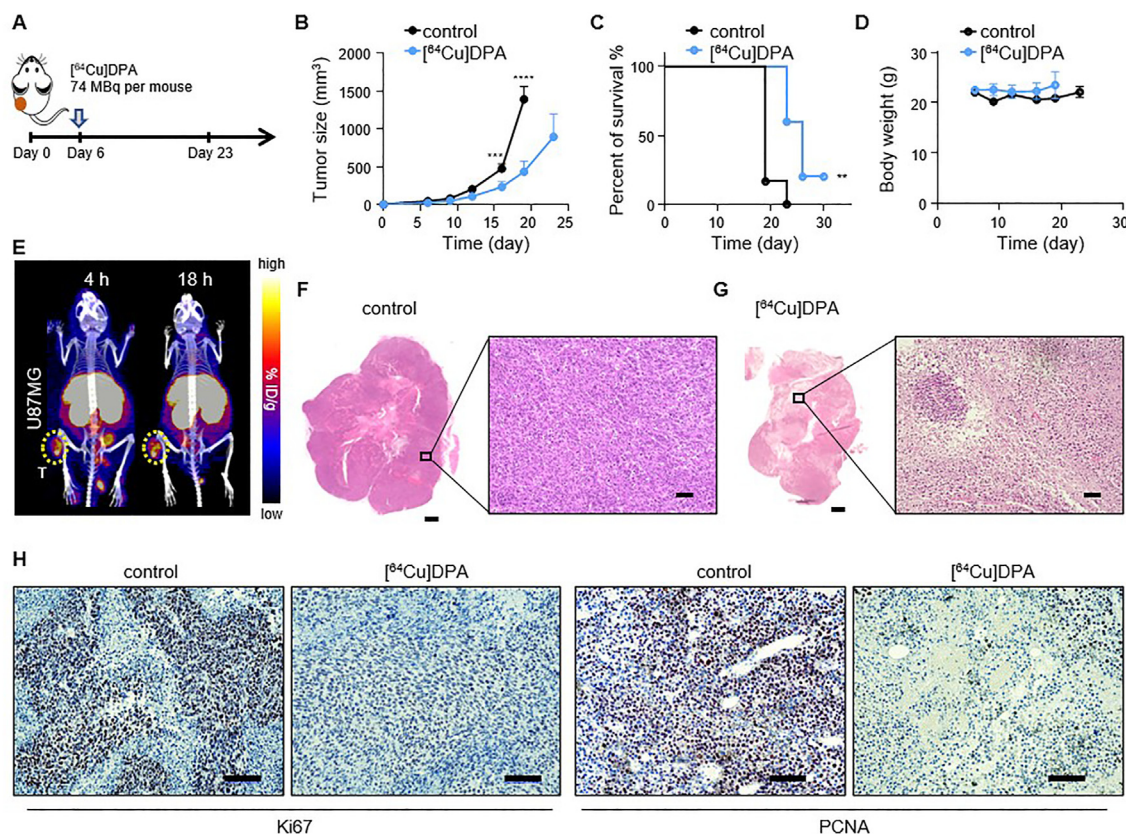 A
[⁶⁴Cu]DPA
74 MBq per mouse
Day 0
Day 6
Day 23
B
control
[⁶⁴Cu]DPA
Tumor size (mm³)
2000
1500
1000
500
0
****
***
0 5 10 15 20 25
Time (day)
C
control
[⁶⁴Cu]DPA
Percent of survival %
100
50
0
**
0 10 20 30
Time (day)
D
control
[⁶⁴Cu]DPA
Body weight (g)
30
20
10
0
0 10 20 30
Time (day)
E
4 h 18 h
U87MG
T
high
% ID/g
low
F
control
G
[⁶⁴Cu]DPA
H
control
[⁶⁴Cu]DPA
control
[⁶⁴Cu]DPA
Ki67
PCNA